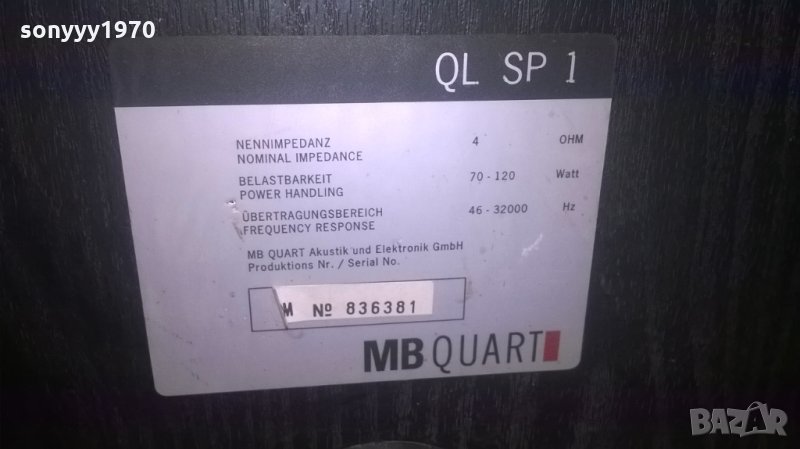 sonyyy1970
QL SP 1
NENNIMPEDANZ 4 OHM
NOMINAL IMPEDANCE
BELASTBARKEIT 70 - 120 Watt
POWER HANDLING
ÜBERTRAGUNGSBEREICH 46 - 32000 Hz
FREQUENCY RESPONSE
MB QUART Akustik und Elektronik GmbH
Produktions Nr. / Serial No.
M Nº 836381
MB QUART
BAZAR